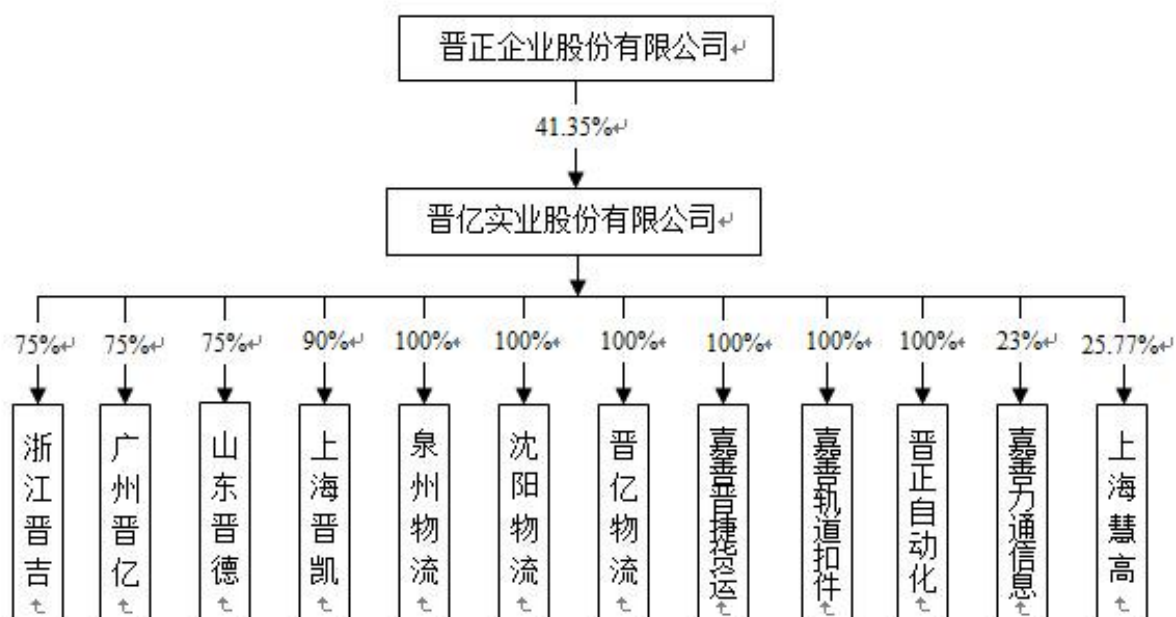 晋正企业股份有限公司
41.35%
晋亿实业股份有限公司
75%
75%
75%
90%
100%
100%
100%
100%
100%
100%
23%
25.77%
浙江晋吉
广州晋亿
山东晋德
上海晋凯
泉州物流
沈阳物流
晋亿物流
嘉善晋捷货运
嘉善轨道扣件
晋正自动化
嘉善力通信息
上海慧高